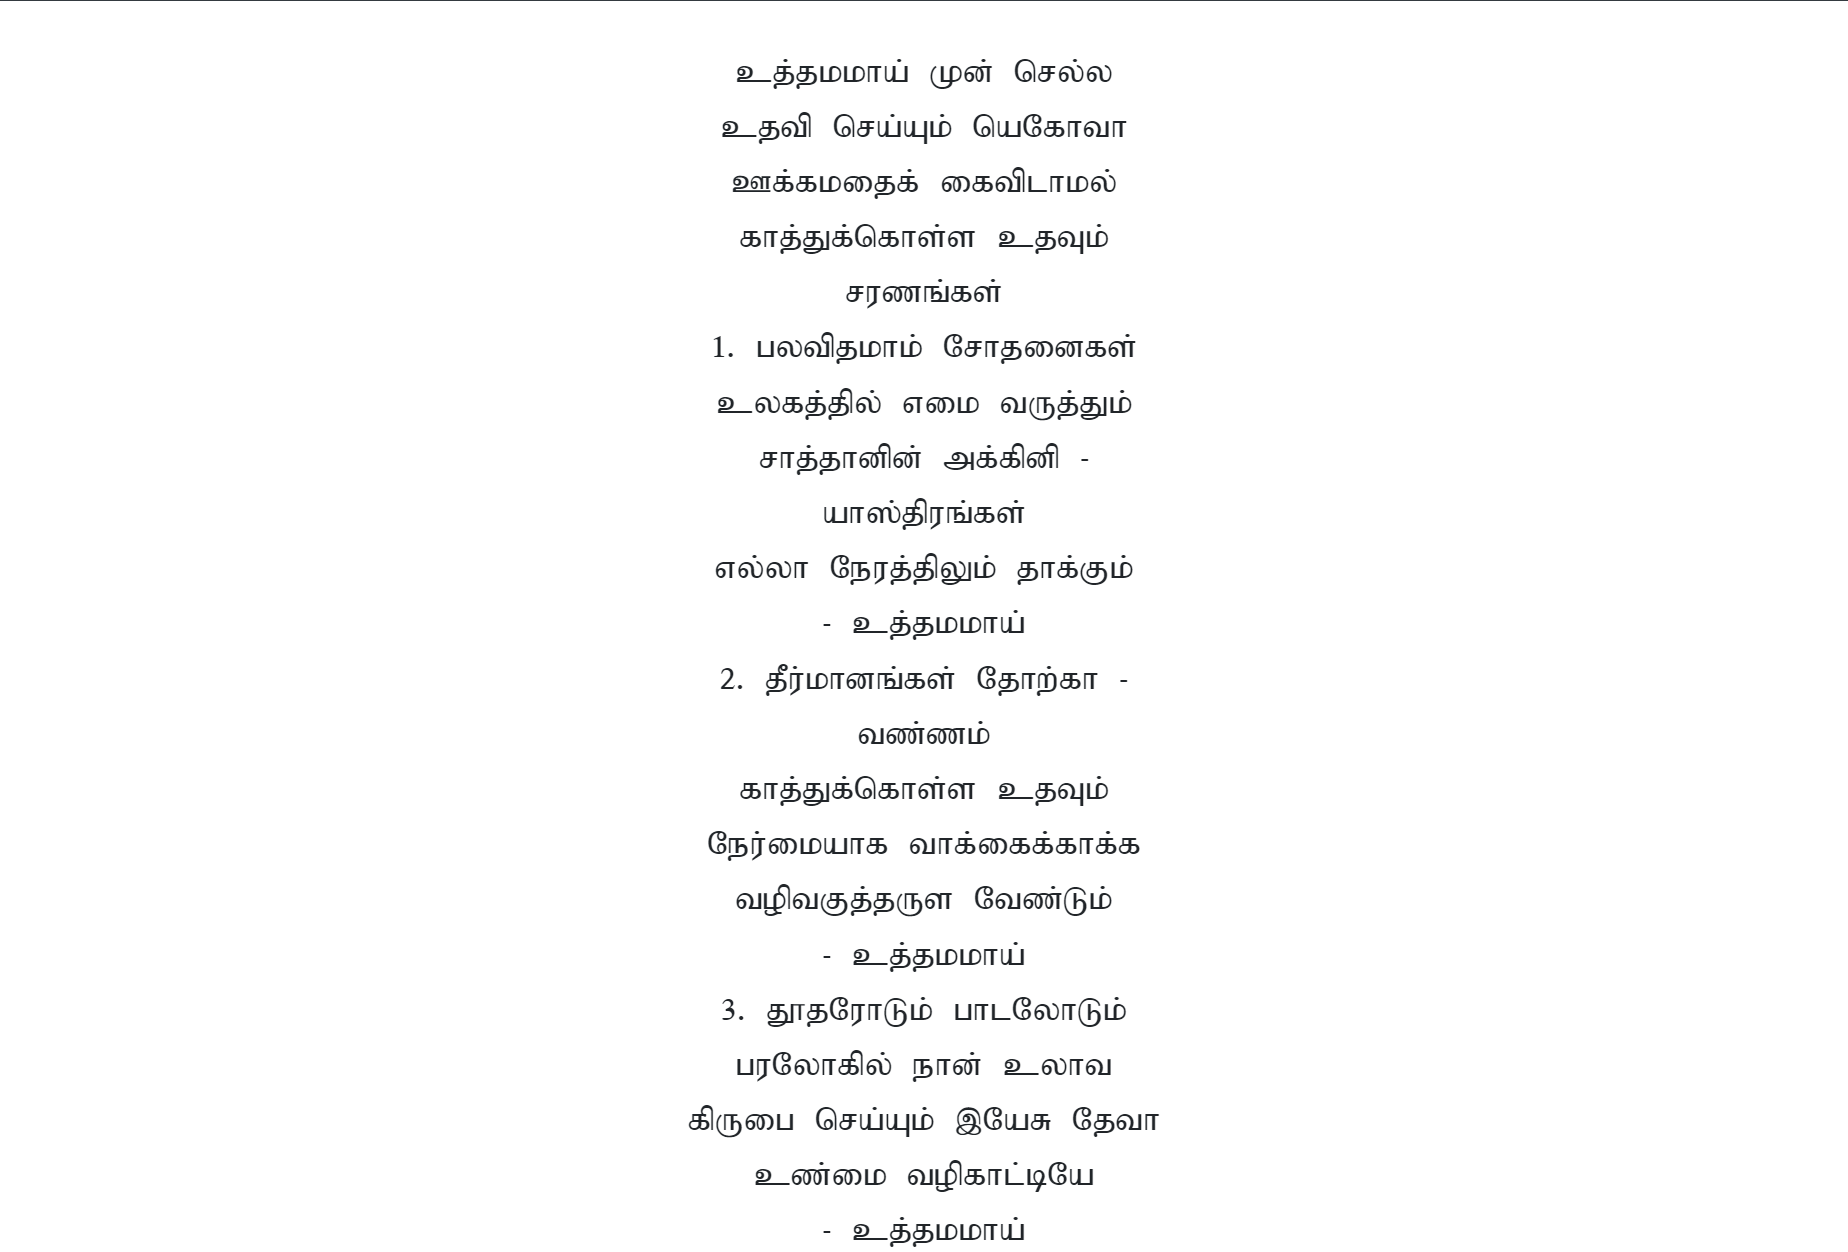 உத்தமமாய் முன் செல்ல
உதவி செய்யும் யெகோவா
ஊக்கமதைக் கைவிடாமல்
காத்துக்கொள்ள உதவும்
சரணங்கள்
1. பலவிதமாம் சோதனைகள்
உலகத்தில் எமை வருத்தும்
சாத்தானின் அக்கினி -
யாஸ்திரங்கள்
எல்லா நேரத்திலும் தாக்கும்
- உத்தமமாய்
2. தீர்மானங்கள் தோற்கா -
வண்ணம்
காத்துக்கொள்ள உதவும்
நேர்மையாக வாக்கைக்காக்க
வழிவகுத்தருள வேண்டும்
- உத்தமமாய்
3. தூதரோடும் பாடலோடும்
பரலோகில் நான் உலாவ
கிருபை செய்யும் இயேசு தேவா
உண்மை வழிகாட்டியே
- உத்தமமாய்